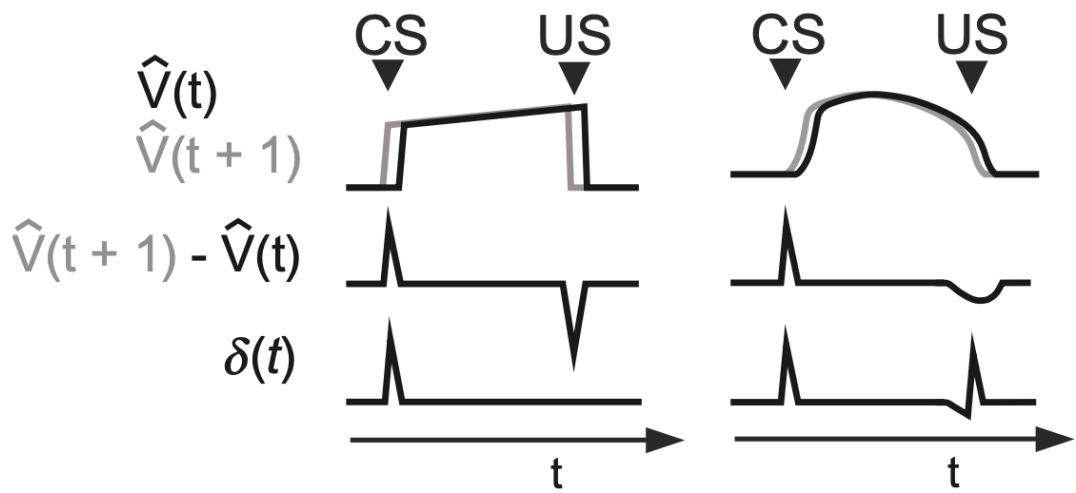 CS US CS US
V̂(t)
V̂(t + 1)
V̂(t + 1) - V̂(t)
δ(t)
t t